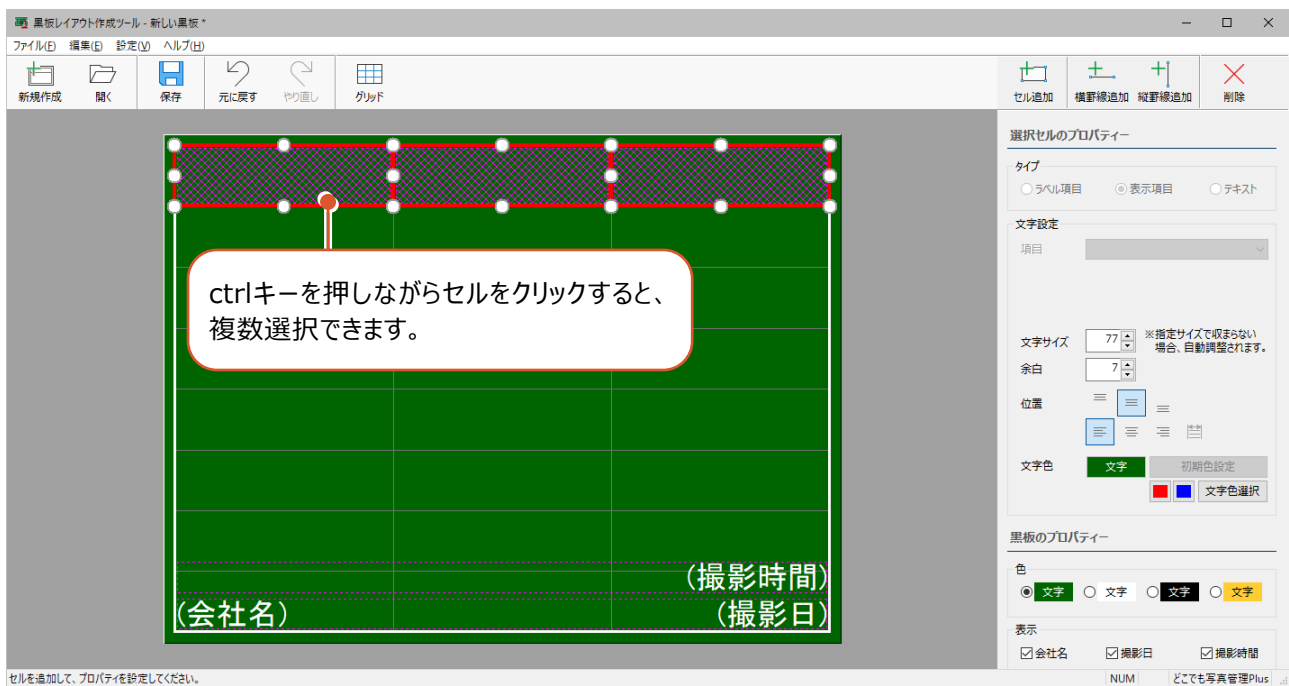 黒板レイアウト作成ツール - 新しい黒板 *
ファイル(F) 編集(E) 設定(V) ヘルプ(H)
新規作成 開く 保存 元に戻す やり直し グリッド セル追加 横罫線追加 縦罫線追加 削除
選択セルのプロパティー
タイプ
ラベル項目 表示項目 テキスト
文字設定
項目
ctrlキーを押しながらセルをクリックすると、
複数選択できます。
文字サイズ 77 ※指定サイズで収まらない
場合、自動調整されます。
余白 7
位置
文字色 文字 初期色設定
文字色選択
黒板のプロパティー
色
文字 文字 文字 文字
表示
会社名 撮影日 撮影時間
(撮影時間)
(会社名) (撮影日)
セルを追加して、プロパティを設定してください。 NUM どこでも写真管理Plus